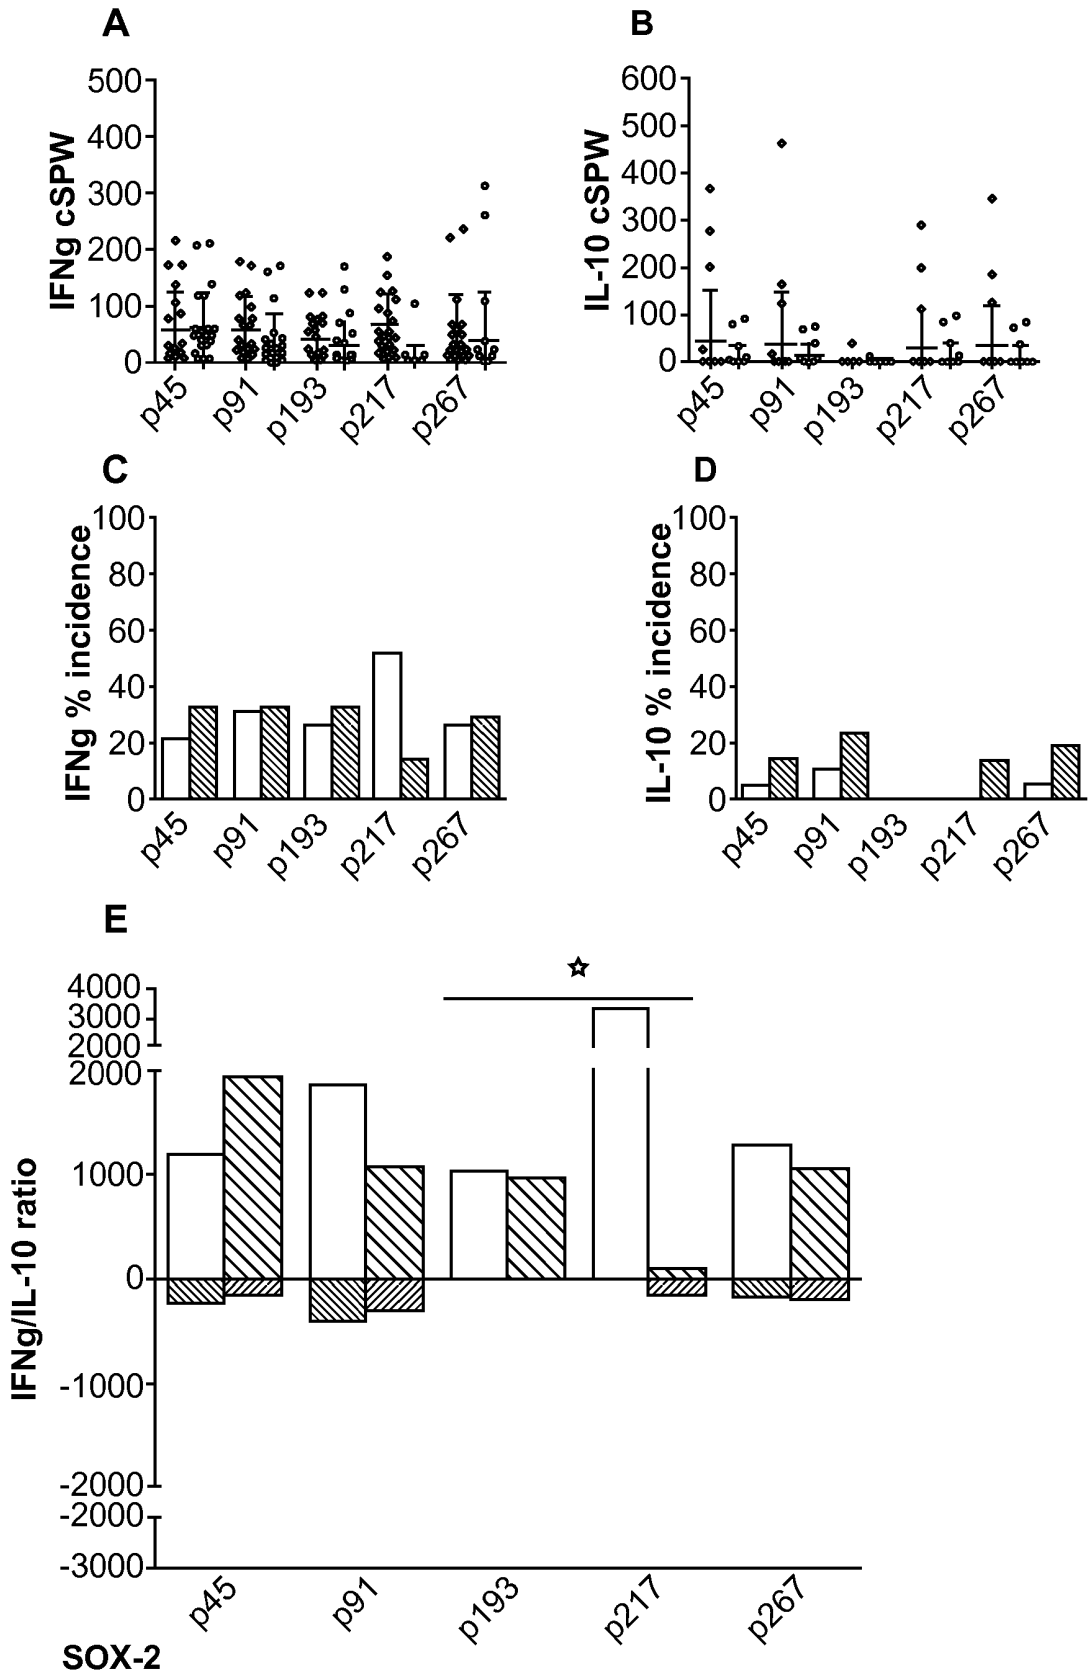 A
IFNg cSPW
500
400
300
200
100
0
p45
p91
p193
p217
p267
B
IL-10 cSPW
600
500
400
300
200
100
0
p45
p91
p193
p217
p267
C
IFNg % incidence
100
80
60
40
20
0
p45
p91
p193
p217
p267
D
IL-10 % incidence
100
80
60
40
20
0
p45
p91
p193
p217
p267
E
IFNg/IL-10 ratio
4000
3000
2000
2000
1000
0
-1000
-2000
-2000
-3000
p45
p91
p193
p217
p267
SOX-2